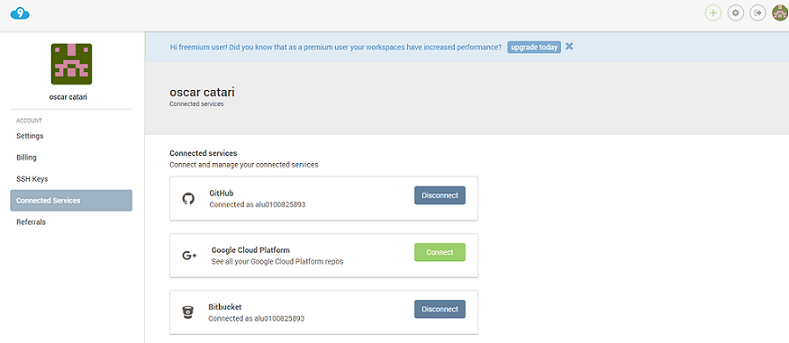 9
Hi freemium user! Did you know that as a premium user your workspaces have increased performance? upgrade today
oscar catari
ACCOUNT
Settings
Billing
SSH Keys
Connected Services
Referrals
oscar catari
Connected services
Connected services
Connect and manage your connected services
GitHub
Connected as alu0100825893
Disconnect
G+
Google Cloud Platform
See all your Google Cloud Platform repos
Connect
Bitbucket
Connected as alu0100825893
Disconnect